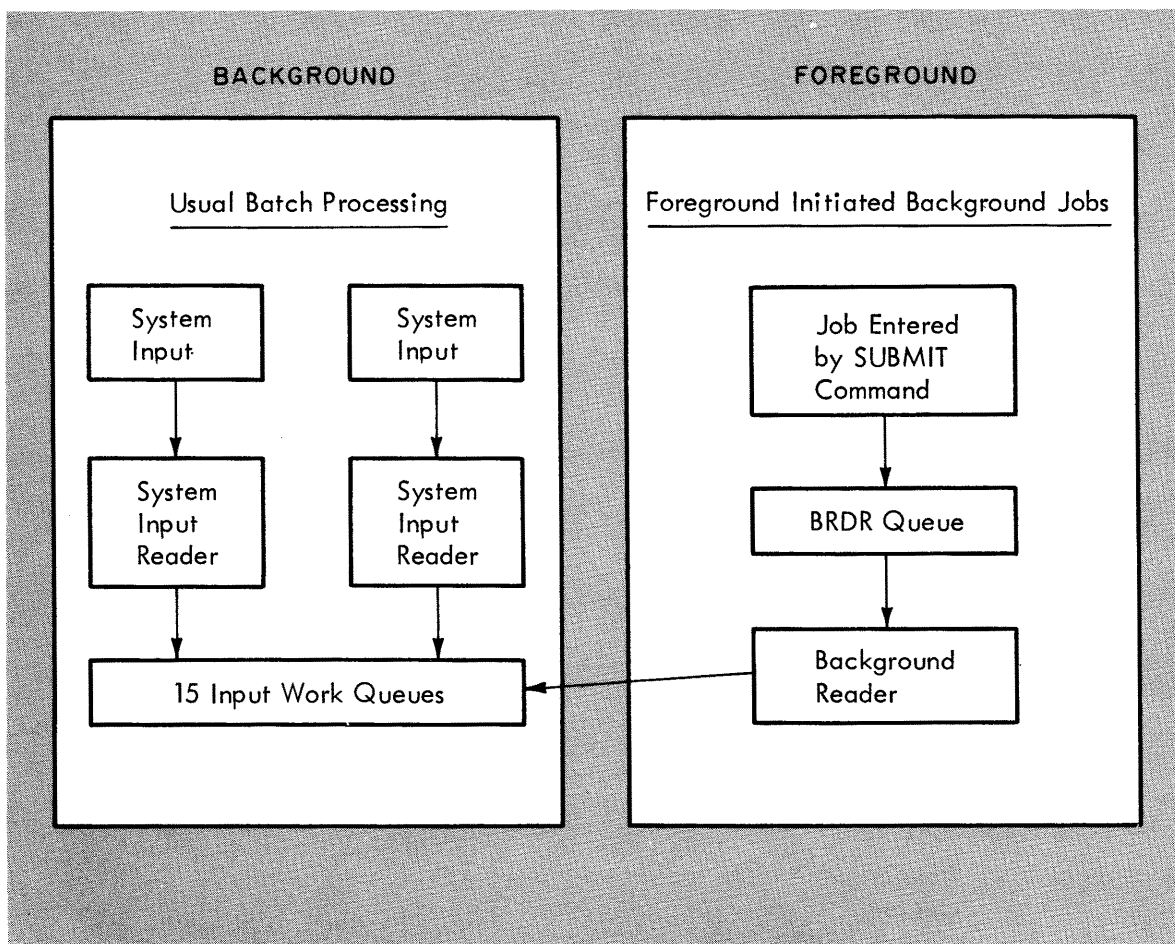 BACKGROUND
Usual Batch Processing
System
Input
System
Input
System
Input
Reader
System
Input
Reader
15 Input Work Queues
FOREGROUND
Foreground Initiated Background Jobs
Job Entered
by SUBMIT
Command
BRDR Queue
Background
Reader